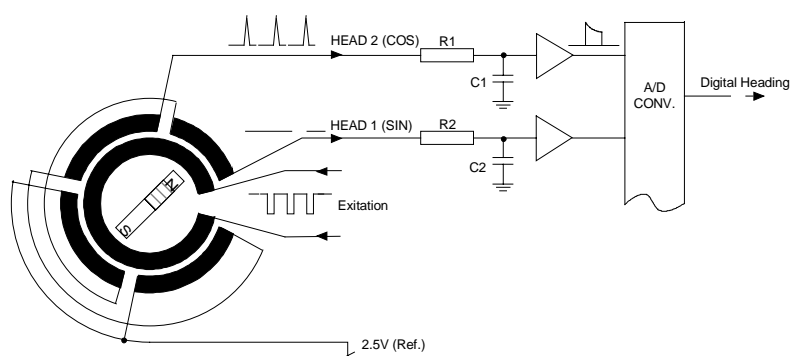 HEAD 2 (COS)
R1
C1
A/D
CONV.
Digital Heading
HEAD 1 (SIN)
R2
C2
N
S
Exitation
2.5V (Ref.)